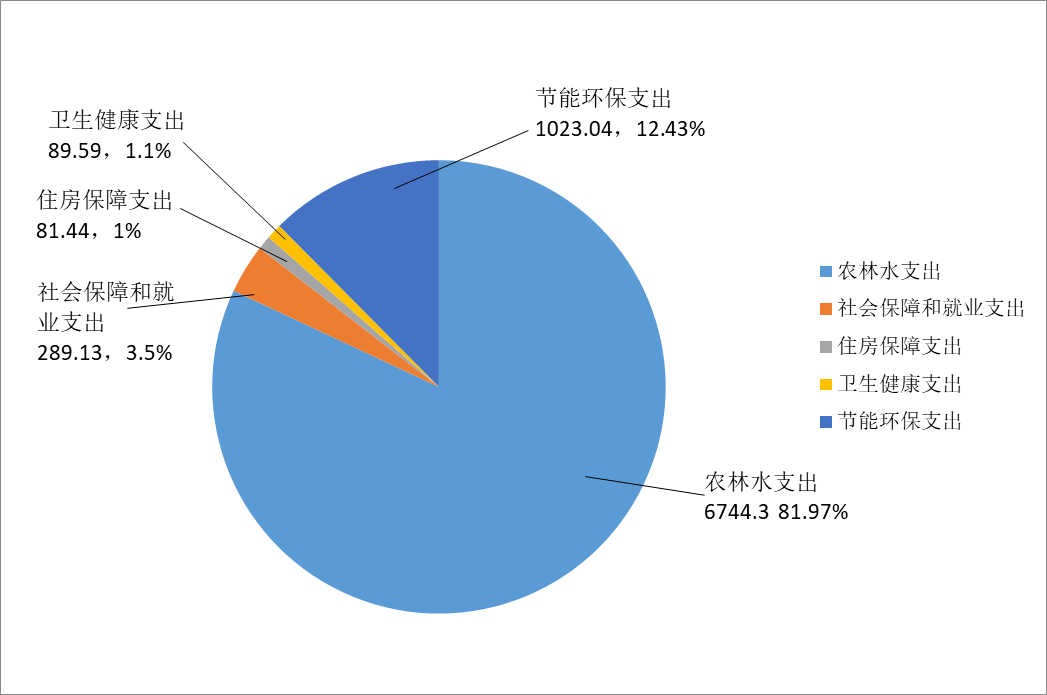 节能环保支出
1023.04，12.43%
卫生健康支出
89.59，1.1%
住房保障支出
81.44，1%
社会保障和就
业支出
289.13，3.5%
农林水支出
社会保障和就业支出
住房保障支出
卫生健康支出
节能环保支出
农林水支出
6744.3 81.97%